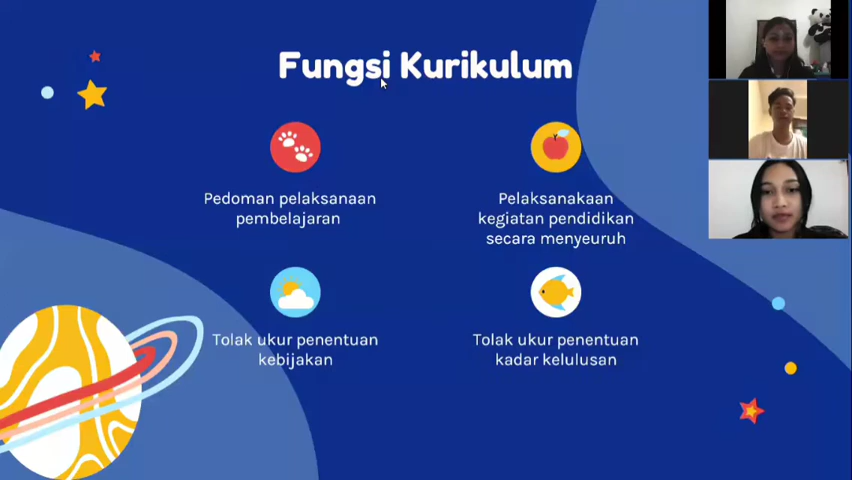 Fungsi Kurikulum
Pedoman pelaksanaan
pembelajaran
Pelaksanakaan
kegiatan pendidikan
secara menyeuruh
Tolak ukur penentuan
kebijakan
Tolak ukur penentuan
kadar kelulusan